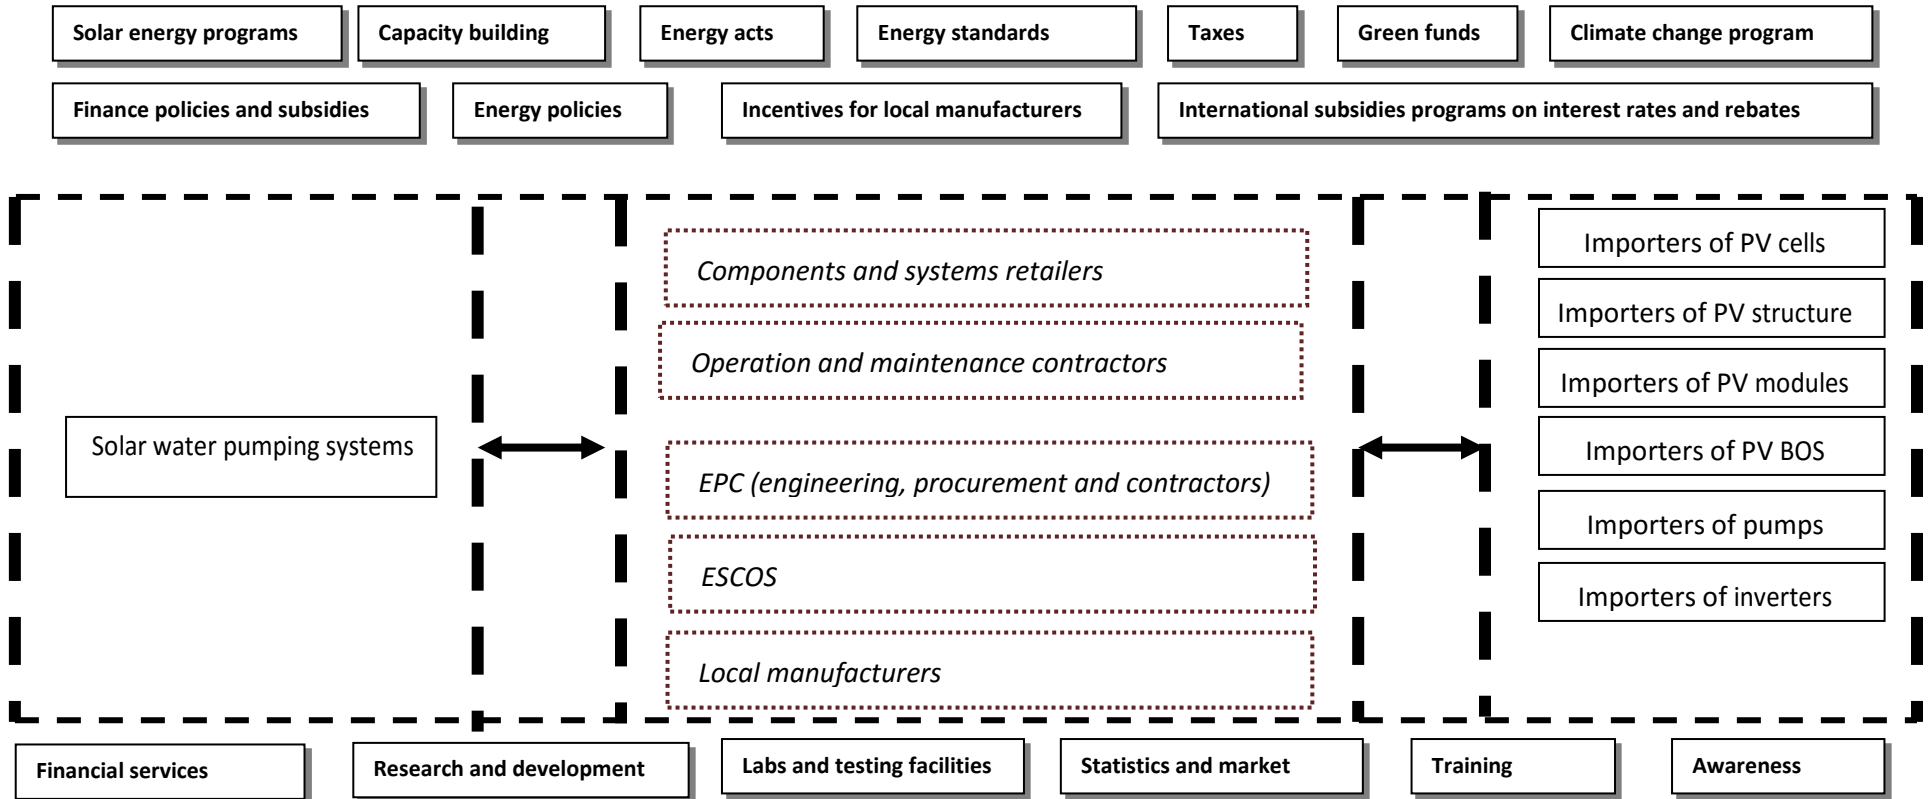 Solar energy programs
Capacity building
Energy acts
Energy standards
Taxes
Green funds
Climate change program
Finance policies and subsidies
Energy policies
Incentives for local manufacturers
International subsidies programs on interest rates and rebates
Solar water pumping systems
Components and systems retailers
Operation and maintenance contractors
EPC (engineering, procurement and contractors)
ESCOS
Local manufacturers
Importers of PV cells
Importers of PV structure
Importers of PV modules
Importers of PV BOS
Importers of pumps
Importers of inverters
Financial services
Research and development
Labs and testing facilities
Statistics and market
Training
Awareness